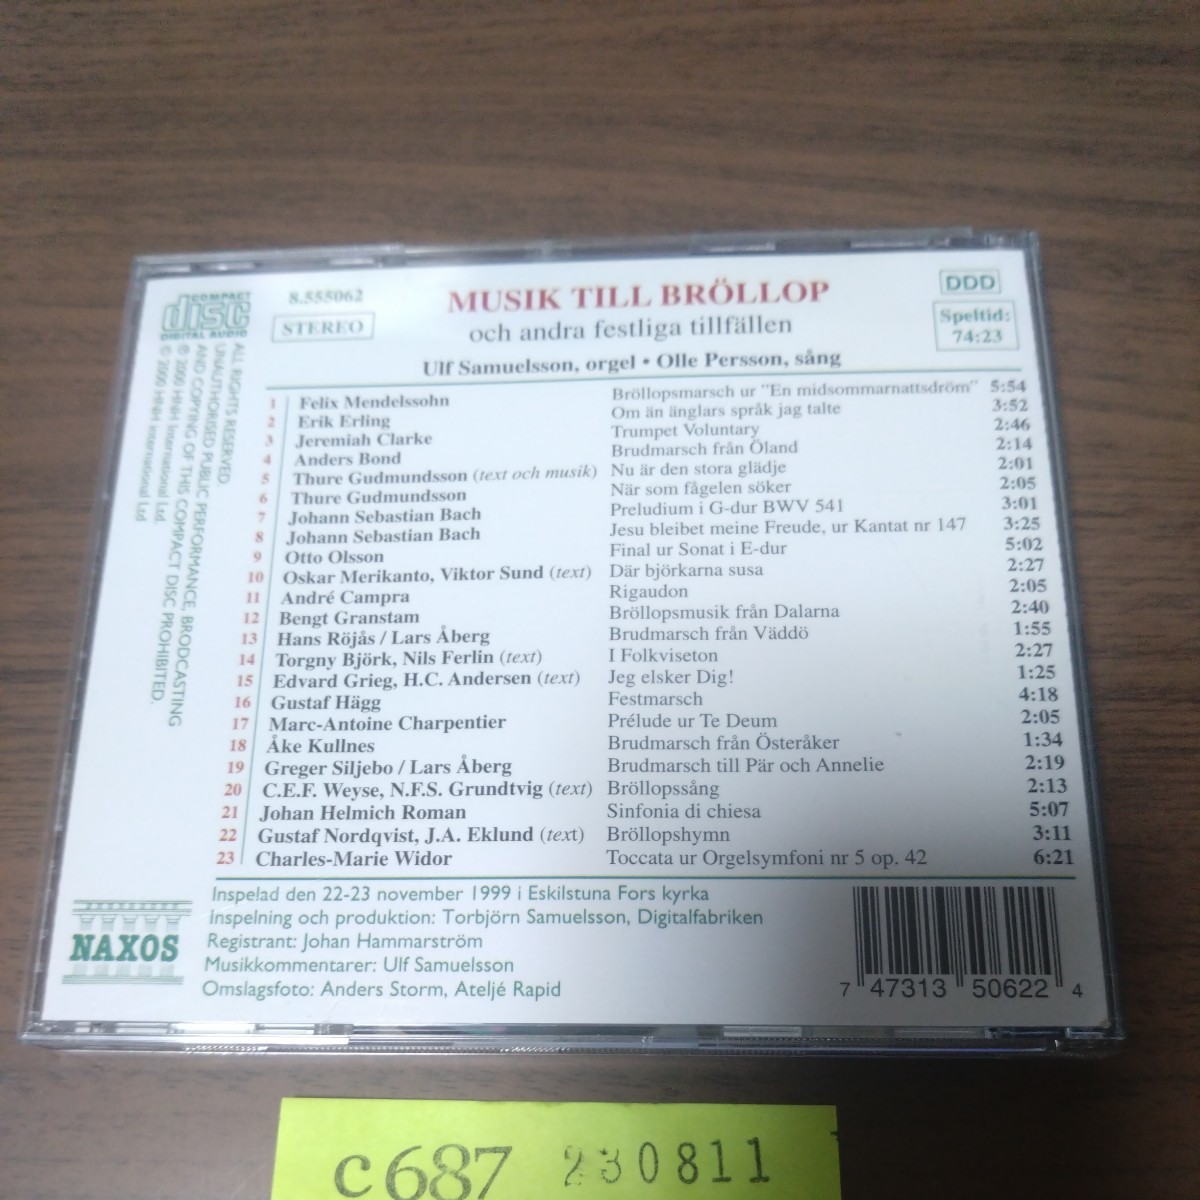 COMPACT
disc
DIGITAL AUDIO
8.555062
STEREO
MUSIK TILL BRÖLLOP
och andra festliga tillfällen
Ulf Samuelsson, orgel • Olle Persson, sång
DDD
Speltid:
74:23
1 Felix Mendelssohn Bröllopsmarsch ur "En midsommarnattsdröm" 5:54
2 Erik Erling Om än änglars språk jag talte 3:52
3 Jeremiah Clarke Trumpet Voluntary 2:46
4 Anders Bond Brudmarsch från Öland 2:14
5 Thure Gudmundsson (text och musik) Nu är den stora glädje 2:01
6 Thure Gudmundsson När som fågelen söker 2:05
7 Johann Sebastian Bach Preludium i G-dur BWV 541 3:01
8 Johann Sebastian Bach Jesu bleibet meine Freude, ur Kantat nr 147 3:25
9 Otto Olsson Final ur Sonat i E-dur 5:02
10 Oskar Merikanto, Viktor Sund (text) Där björkarna susa 2:27
11 André Campra Rigaudon 2:05
12 Bengt Granstam Bröllopsmusik från Dalarna 2:40
13 Hans Röjås / Lars Åberg Brudmarsch från Väddö 1:55
14 Torgny Björk, Nils Ferlin (text) I Folkviseton 2:27
15 Edvard Grieg, H.C. Andersen (text) Jeg elsker Dig! 1:25
16 Gustaf Hägg Festmarsch 4:18
17 Marc-Antoine Charpentier Prélude ur Te Deum 2:05
18 Åke Kullnes Brudmarsch från Österåker 1:34
19 Greger Siljebo / Lars Åberg Brudmarsch till Pär och Annelie 2:19
20 C.E.F. Weyse, N.F.S. Grundtvig (text) Bröllopssång 2:13
21 Johan Helmich Roman Sinfonia di chiesa 5:07
22 Gustaf Nordqvist, J.A. Eklund (text) Bröllopshymn 3:11
23 Charles-Marie Widor Toccata ur Orgelsymfoni nr 5 op. 42 6:21
ALL RIGHTS RESERVED.
UNAUTHORISED PUBLIC PERFORMANCE, BRODCASTING
AND COPYING OF THIS COMPACT DISC PROHIBITED.
℗ 2000 HNH International Ltd.
© 2000 HNH International Ltd
NAXOS
Inspelad den 22-23 november 1999 i Eskilstuna Fors kyrka
Inspelning och produktion: Torbjörn Samuelsson, Digitalfabriken
Registrant: Johan Hammarström
Musikkommentarer: Ulf Samuelsson
Omslagsfoto: Anders Storm, Ateljé Rapid
7 47313 50622 4
c687 230811